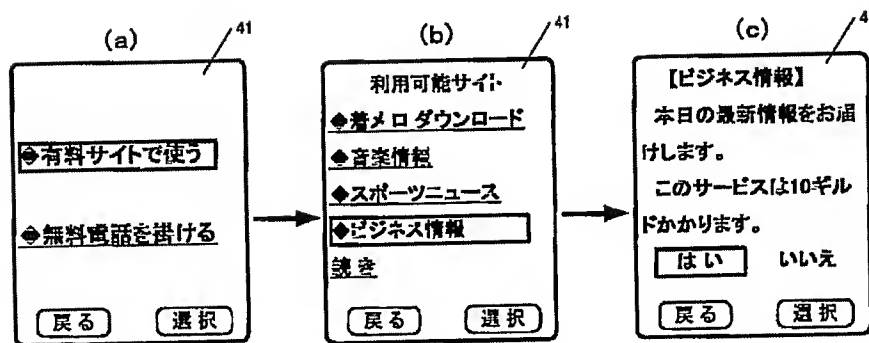 (a)
41
◆有料サイトで使う
◆無料電話を掛ける
戻る 選択
(b)
41
利用可能サイト
◆着メロダウンロード
◆音楽情報
◆スポーツニュース
◆ビジネス情報
続き
戻る 選択
(c)
4
【ビジネス情報】
本日の最新情報をお届
けします。
このサービスは10ギル
ドかかります。
はい いいえ
戻る 選択